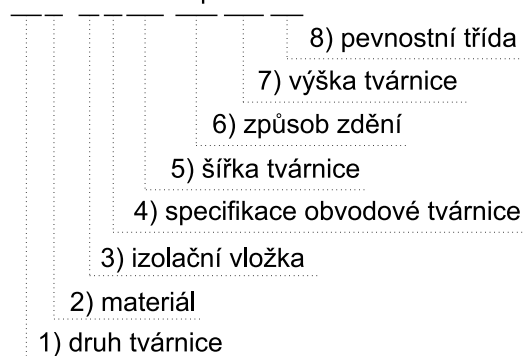 8) pevnostní třída
7) výška tvárnice
6) způsob zdění
5) šířka tvárnice
4) specifikace obvodové tvárnice
3) izolační vložka
2) materiál
1) druh tvárnice